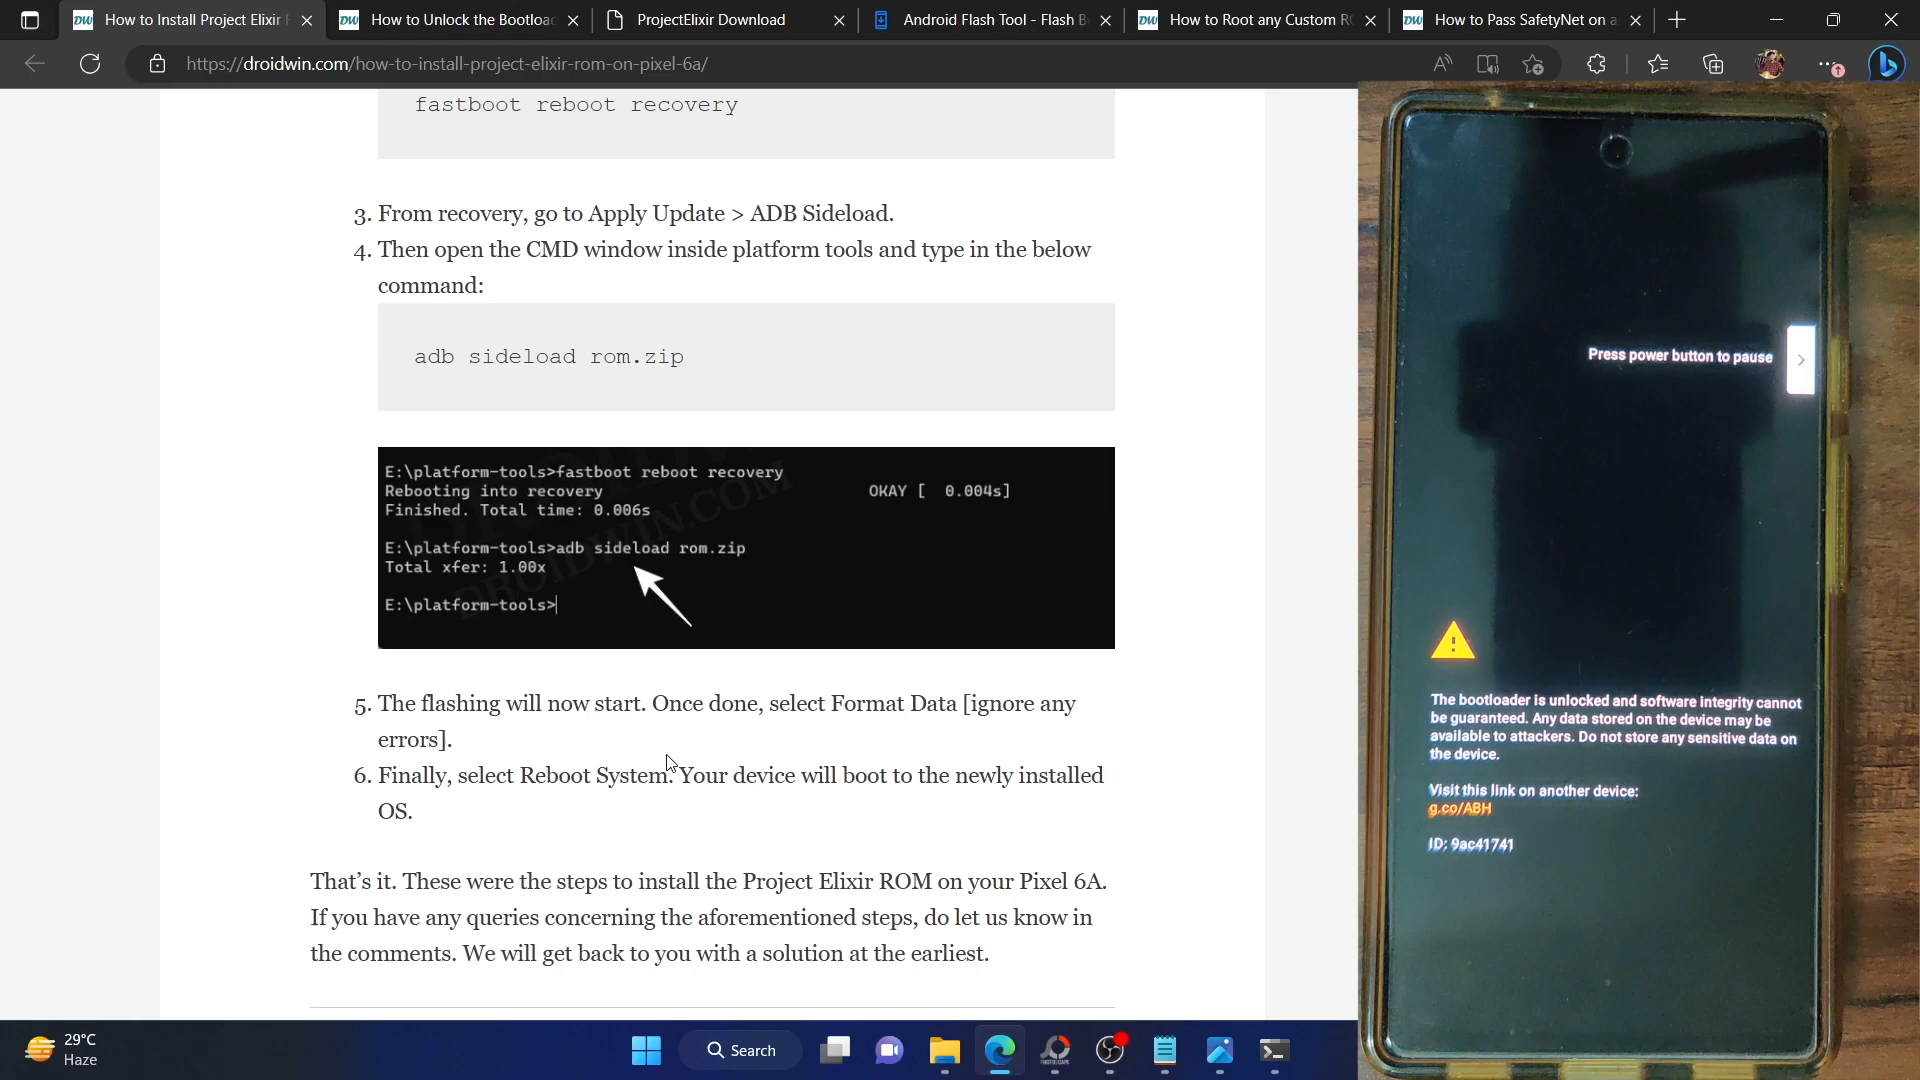 How to Install Project Elixir
How to Unlock the Bootloa
ProjectElixir Download
Android Flash Tool - Flash B
How to Root any Custom R
How to Pass SafetyNet on a
https://droidwin.com/how-to-install-project-elixir-rom-on-pixel-6a/
fastboot reboot recovery
3. From recovery, go to Apply Update > ADB Sideload.
4. Then open the CMD window inside platform tools and type in the below
command:
adb sideload rom.zip
E:\platform-tools>fastboot reboot recovery
Rebooting into recovery OKAY [ 0.004s]
Finished. Total time: 0.006s
E:\platform-tools>adb sideload rom.zip
Total xfer: 1.00x
E:\platform-tools>
DROIDWIN.COM
5. The flashing will now start. Once done, select Format Data [ignore any
errors].
6. Finally, select Reboot System. Your device will boot to the newly installed
OS.
That's it. These were the steps to install the Project Elixir ROM on your Pixel 6A.
If you have any queries concerning the aforementioned steps, do let us know in
the comments. We will get back to you with a solution at the earliest.
29°C
Haze
Search
Press power button to pause
The bootloader is unlocked and software integrity cannot
be guaranteed. Any data stored on the device may be
available to attackers. Do not store any sensitive data on
the device.
Visit this link on another device:
g.co/ABH
ID: 9ac41741